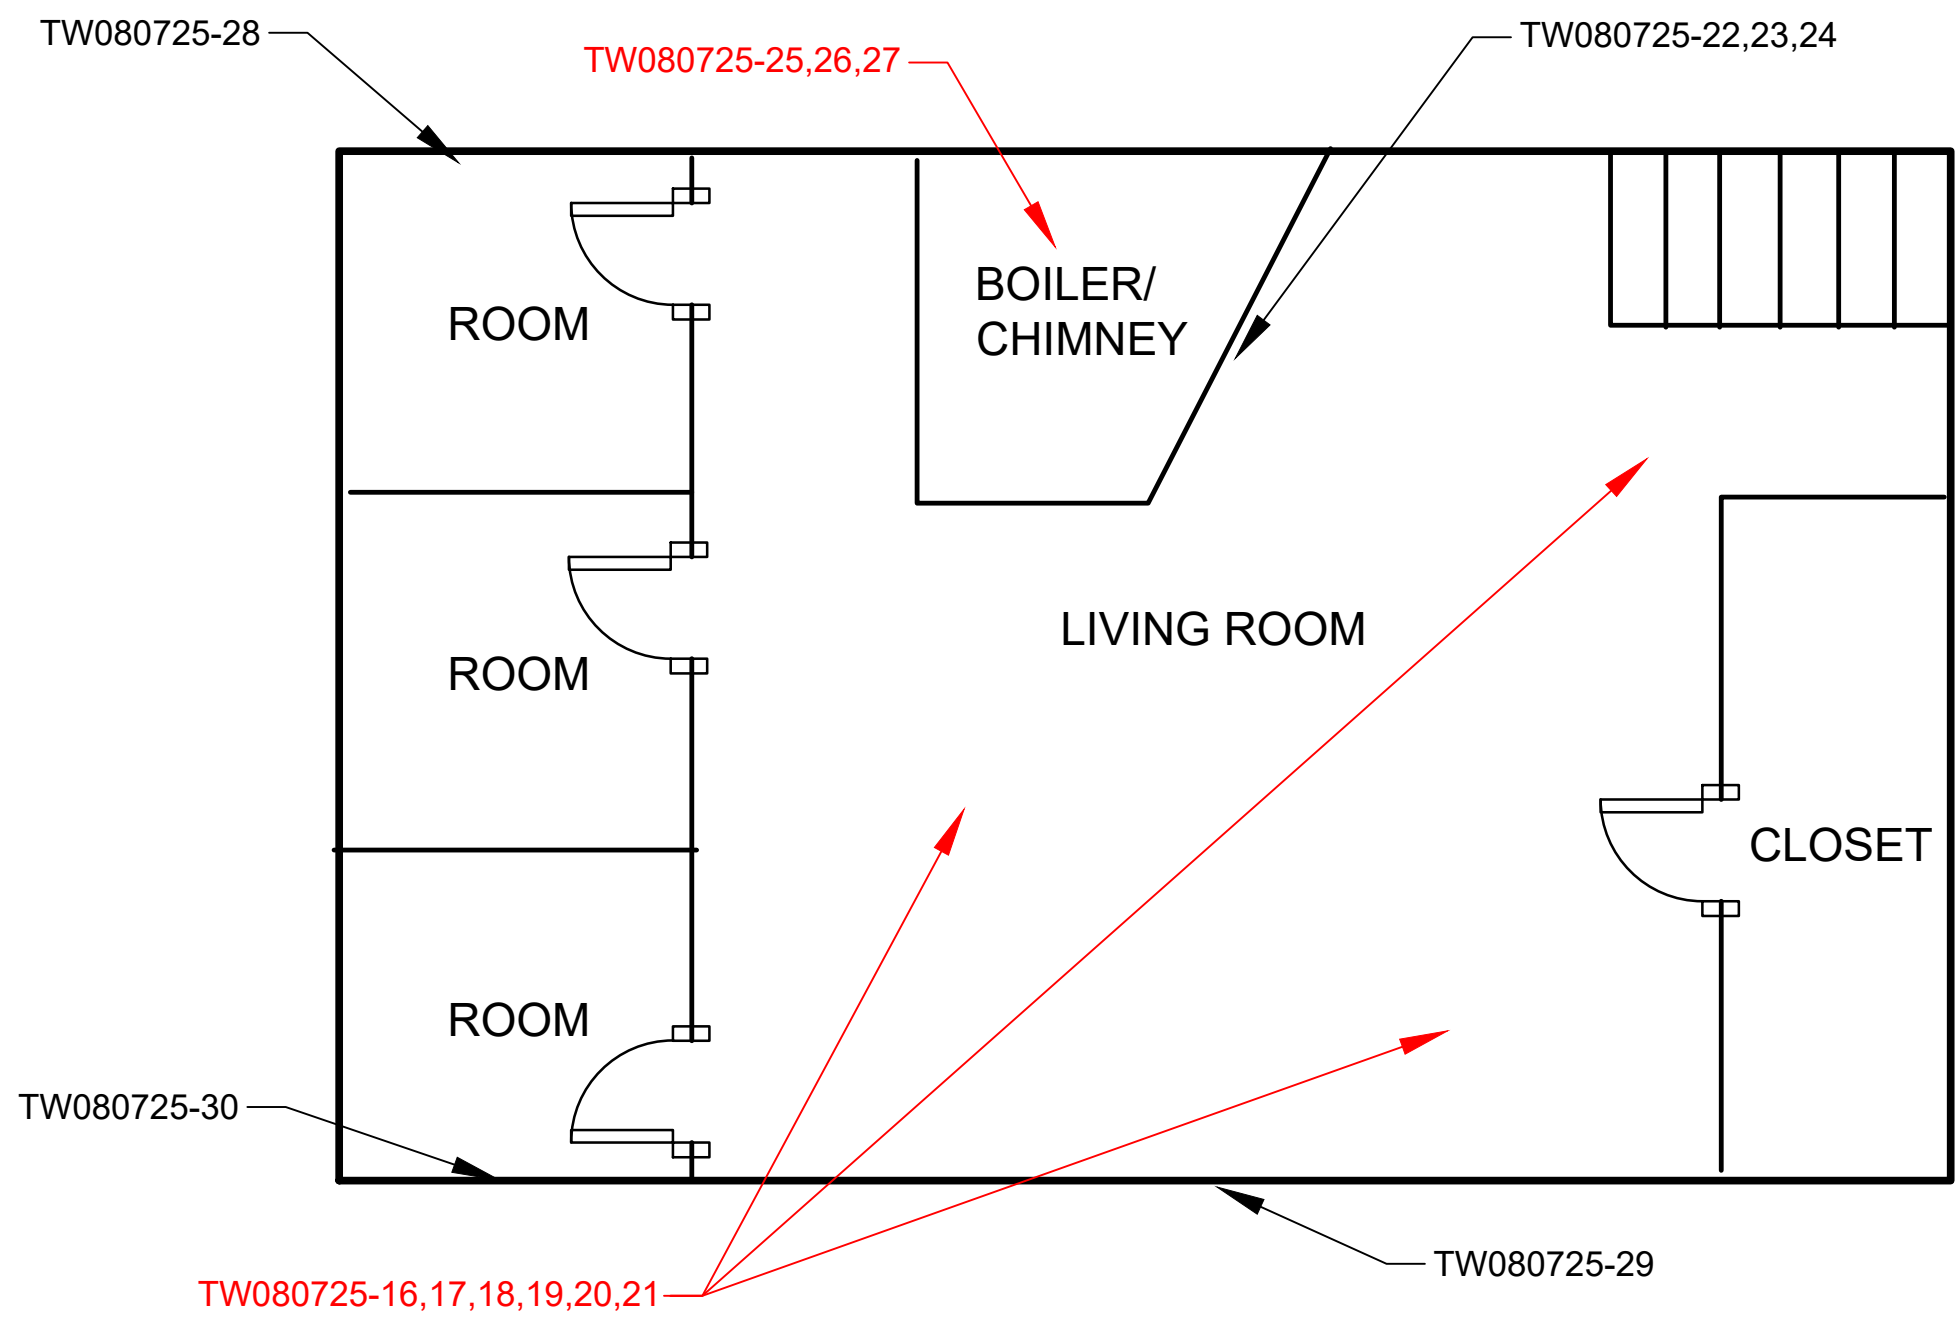 TW080725-28
TW080725-25,26,27
TW080725-22,23,24
BOILER/
CHIMNEY
ROOM
LIVING ROOM
ROOM
CLOSET
ROOM
TW080725-30
TW080725-29
TW080725-16,17,18,19,20,21